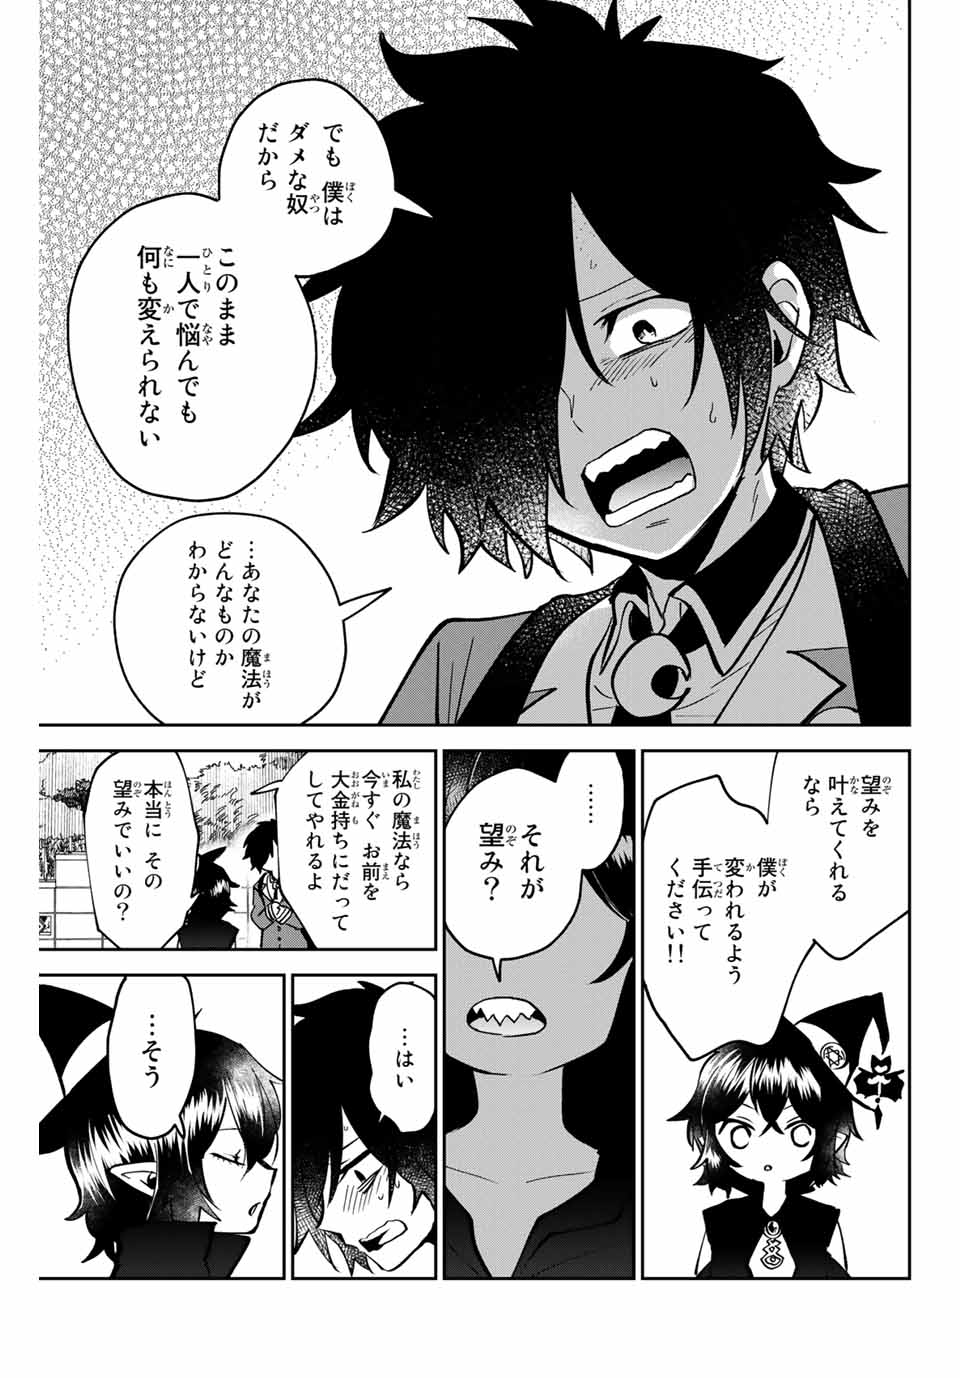 でも 僕は
ダメな奴
だから
このまま
一人で悩んでも
何も変えられない
…あなたの魔法が
どんなものか
わからないけど
望みを
叶えてくれる
なら
僕が
変われるよう
手伝って
ください!!
……
それが
望み？
私の魔法なら
今すぐ お前を
大金持ちにだって
してやれるよ
本当に その
望みでいいの？
…はい
…そう